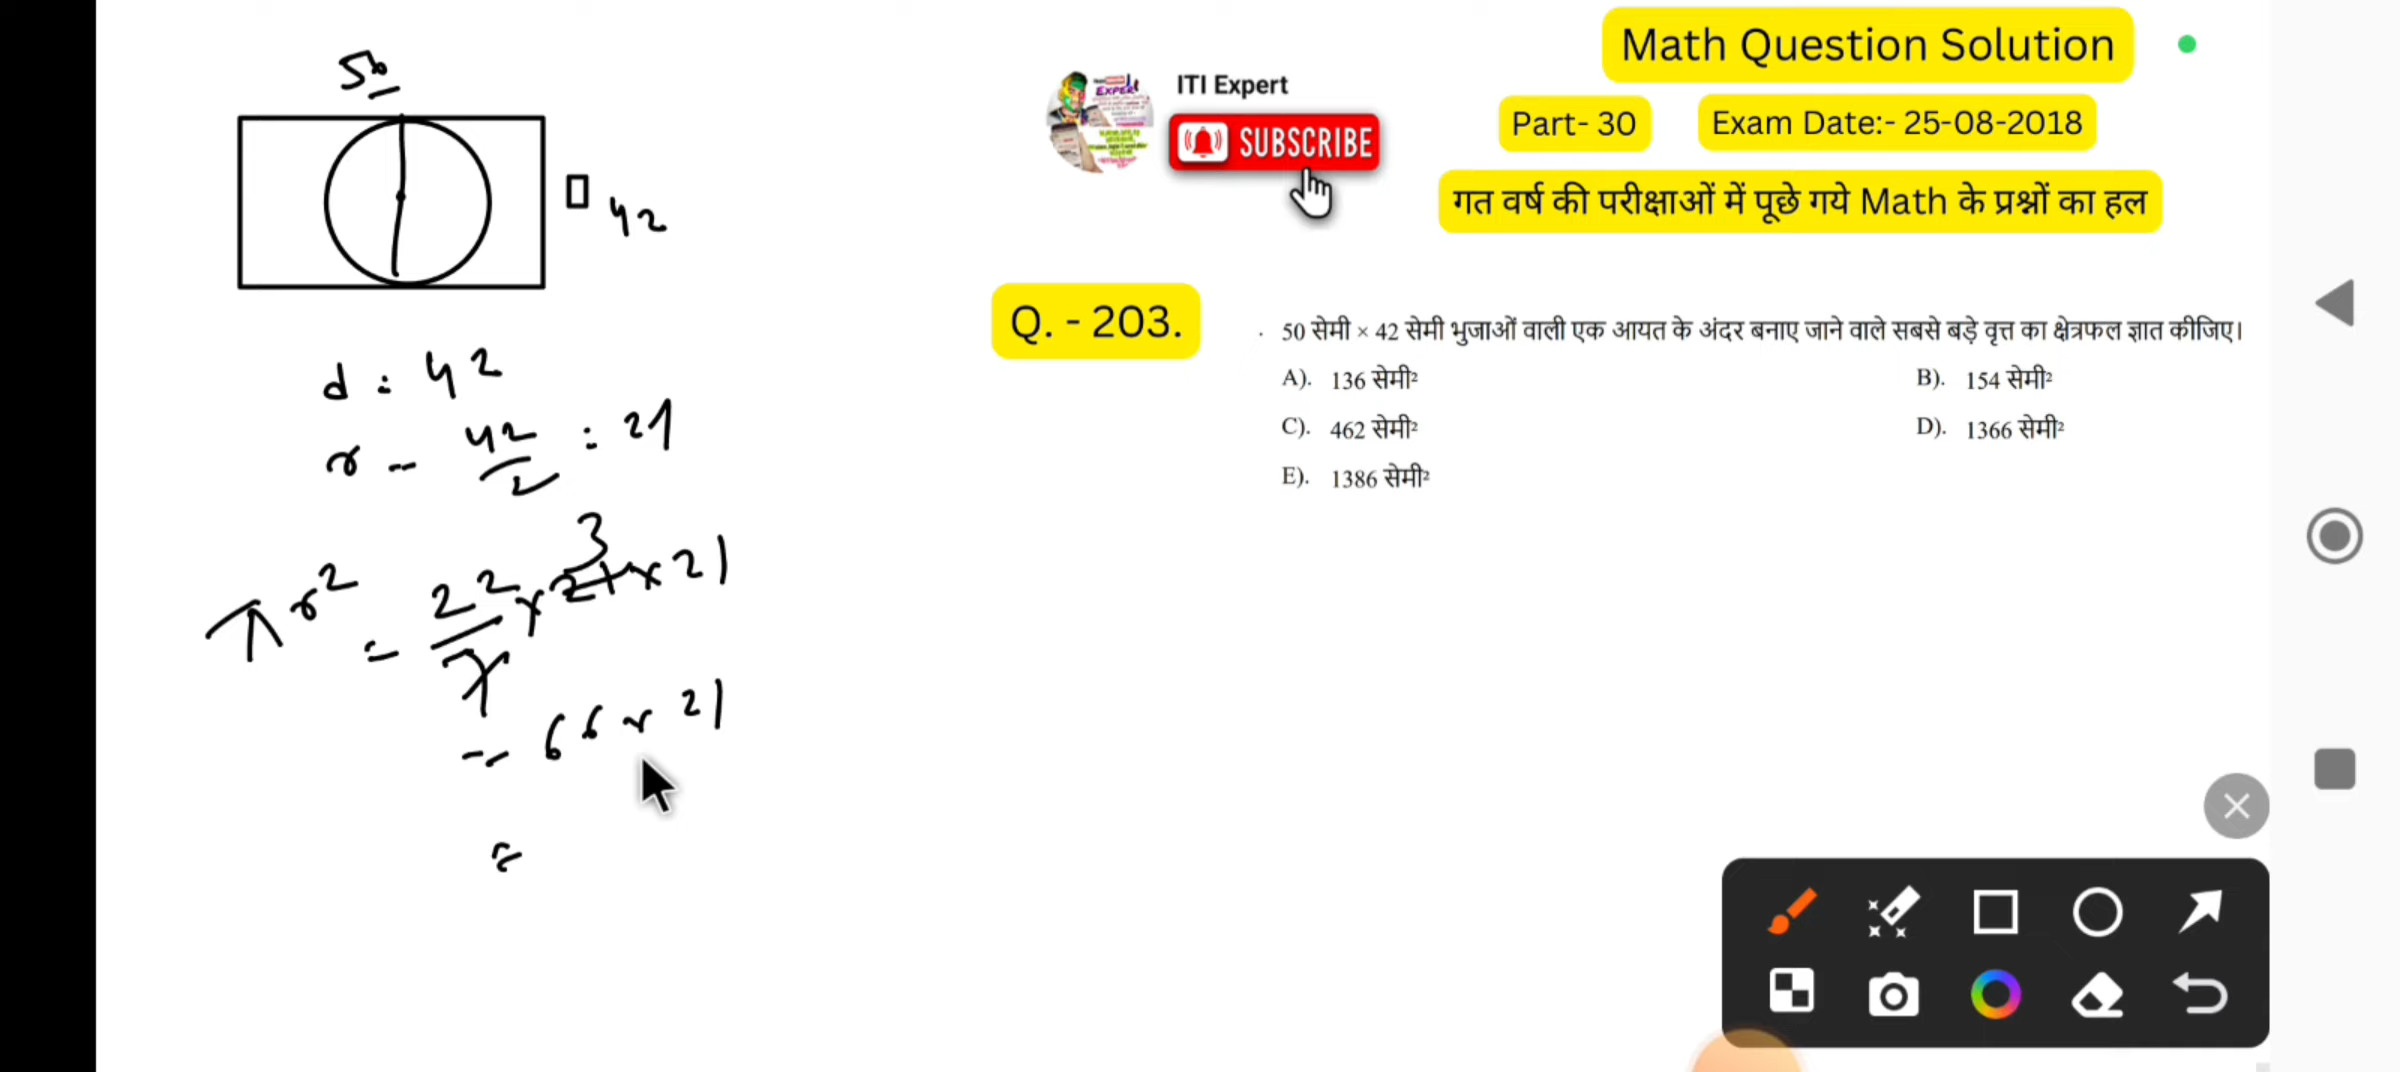 50
42
d = 42
r = 42/2 = 21
πr² = 22/7 × 21 × 21
3
= 66 × 21
=
EXPERT
ITI Expert
SUBSCRIBE
Math Question Solution
Part- 30
Exam Date:- 25-08-2018
गत वर्ष की परीक्षाओं में पूछे गये Math के प्रश्नों का हल
Q. - 203.
. 50 सेमी × 42 सेमी भुजाओं वाली एक आयत के अंदर बनाए जाने वाले सबसे बड़े वृत्त का क्षेत्रफल ज्ञात कीजिए।
A). 136 सेमी²
B). 154 सेमी²
C). 462 सेमी²
D). 1366 सेमी²
E). 1386 सेमी²